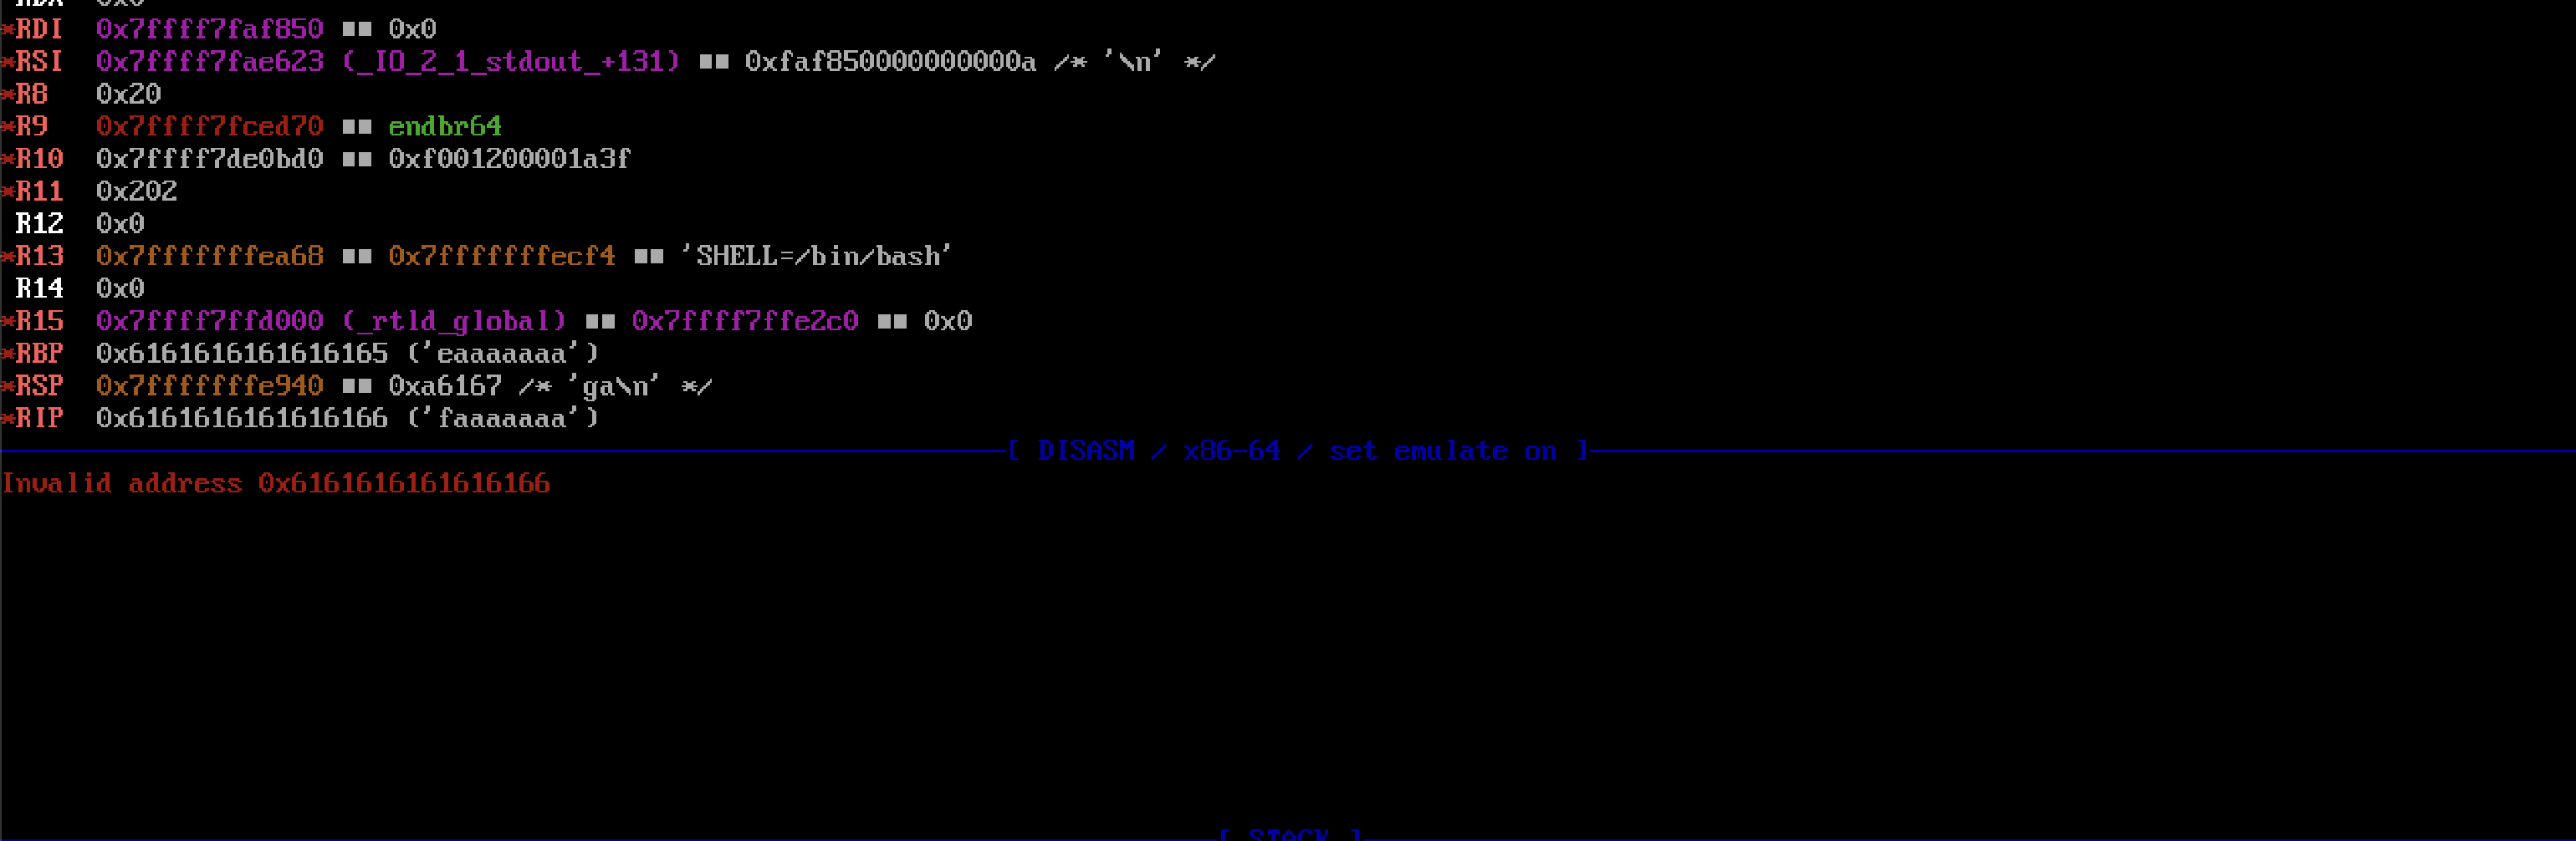 *RDI 0x7ffff7faf850 ◂— 0x0
*RSI 0x7ffff7fae623 (_IO_2_1_stdout_+131) ■■ 0xfaf850000000000a /* '\n' */
*R8 0x20
*R9 0x7ffff7fced70 ■■ endbr64
*R10 0x7ffff7de0bd0 ■■ 0xf001200001a3f
*R11 0x202
R12 0x0
*R13 0x7fffffffea68 ■■ 0x7fffffffecf4 ■■ 'SHELL=/bin/bash'
R14 0x0
*R15 0x7ffff7ffd000 (_rtld_global) ■■ 0x7ffff7ffe2c0 ■■ 0x0
*RBP 0x6161616161616165 ('eaaaaaaa')
*RSP 0x7fffffffe940 ■■ 0xa6167 /* 'ga\n' */
*RIP 0x6161616161616166 ('faaaaaaa')
[ DISASM / x86-64 / set emulate on ]
Invalid address 0x6161616161616166
[ STACK ]